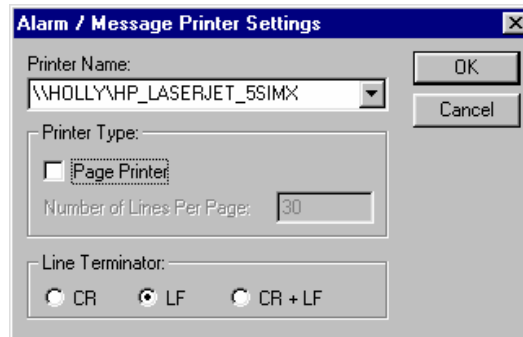 Alarm / Message Printer Settings
Printer Name:
\\HOLLY\HP_LASERJET_5SIMX
OK
Cancel
Printer Type:
Page Printer
Number of Lines Per Page: 30
Line Terminator:
CR LF CR + LF